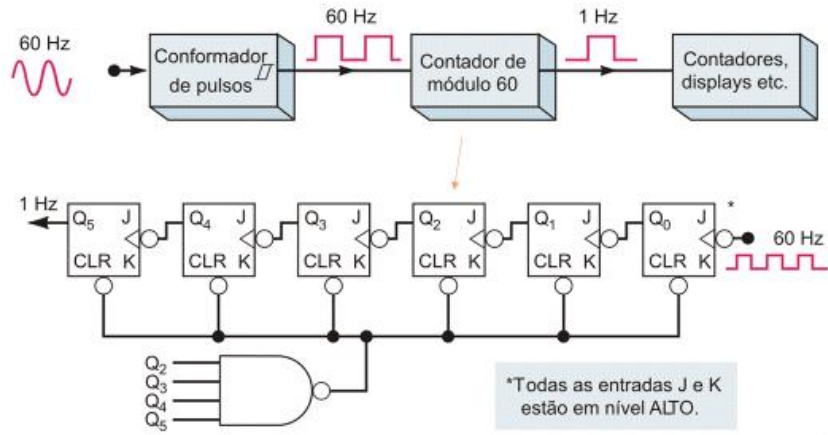 60 Hz
Conformador
de pulsos
60 Hz
Contador de
módulo 60
1 Hz
Contadores,
displays etc.
1 Hz
Q5 J
CLR K
Q4 J
CLR K
Q3 J
CLR K
Q2 J
CLR K
Q1 J
CLR K
Q0 J
CLR K
*
60 Hz
Q2
Q3
Q4
Q5
*Todas as entradas J e K
estão em nível ALTO.